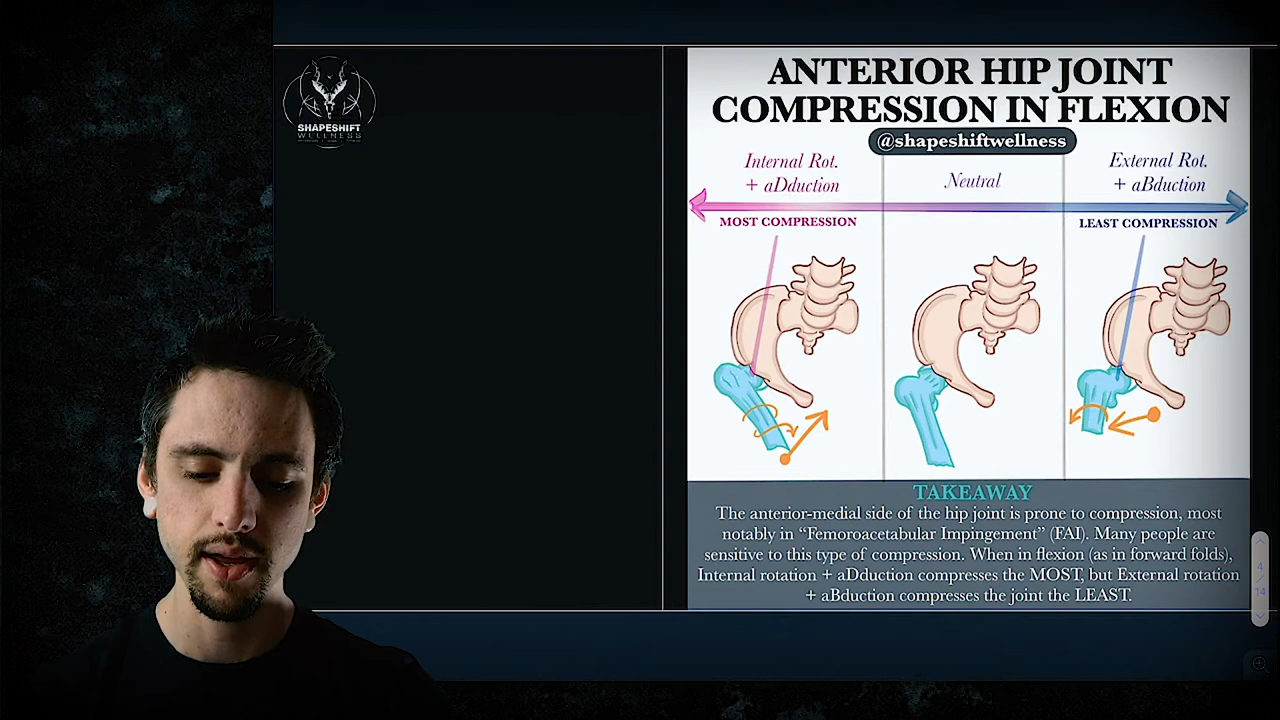 SHAPESHIFT
WELLNESS
ANTERIOR HIP JOINT
COMPRESSION IN FLEXION
@shapeshiftwellness
Internal Rot.
+ aDduction
Neutral
External Rot.
+ aBduction
MOST COMPRESSION
LEAST COMPRESSION
TAKEAWAY
The anterior-medial side of the hip joint is prone to compression, most
notably in “Femoroacetabular Impingement” (FAI). Many people are
sensitive to this type of compression. When in flexion (as in forward folds),
Internal rotation + aDduction compresses the MOST, but External rotation
+ aBduction compresses the joint the LEAST.
4
/
14